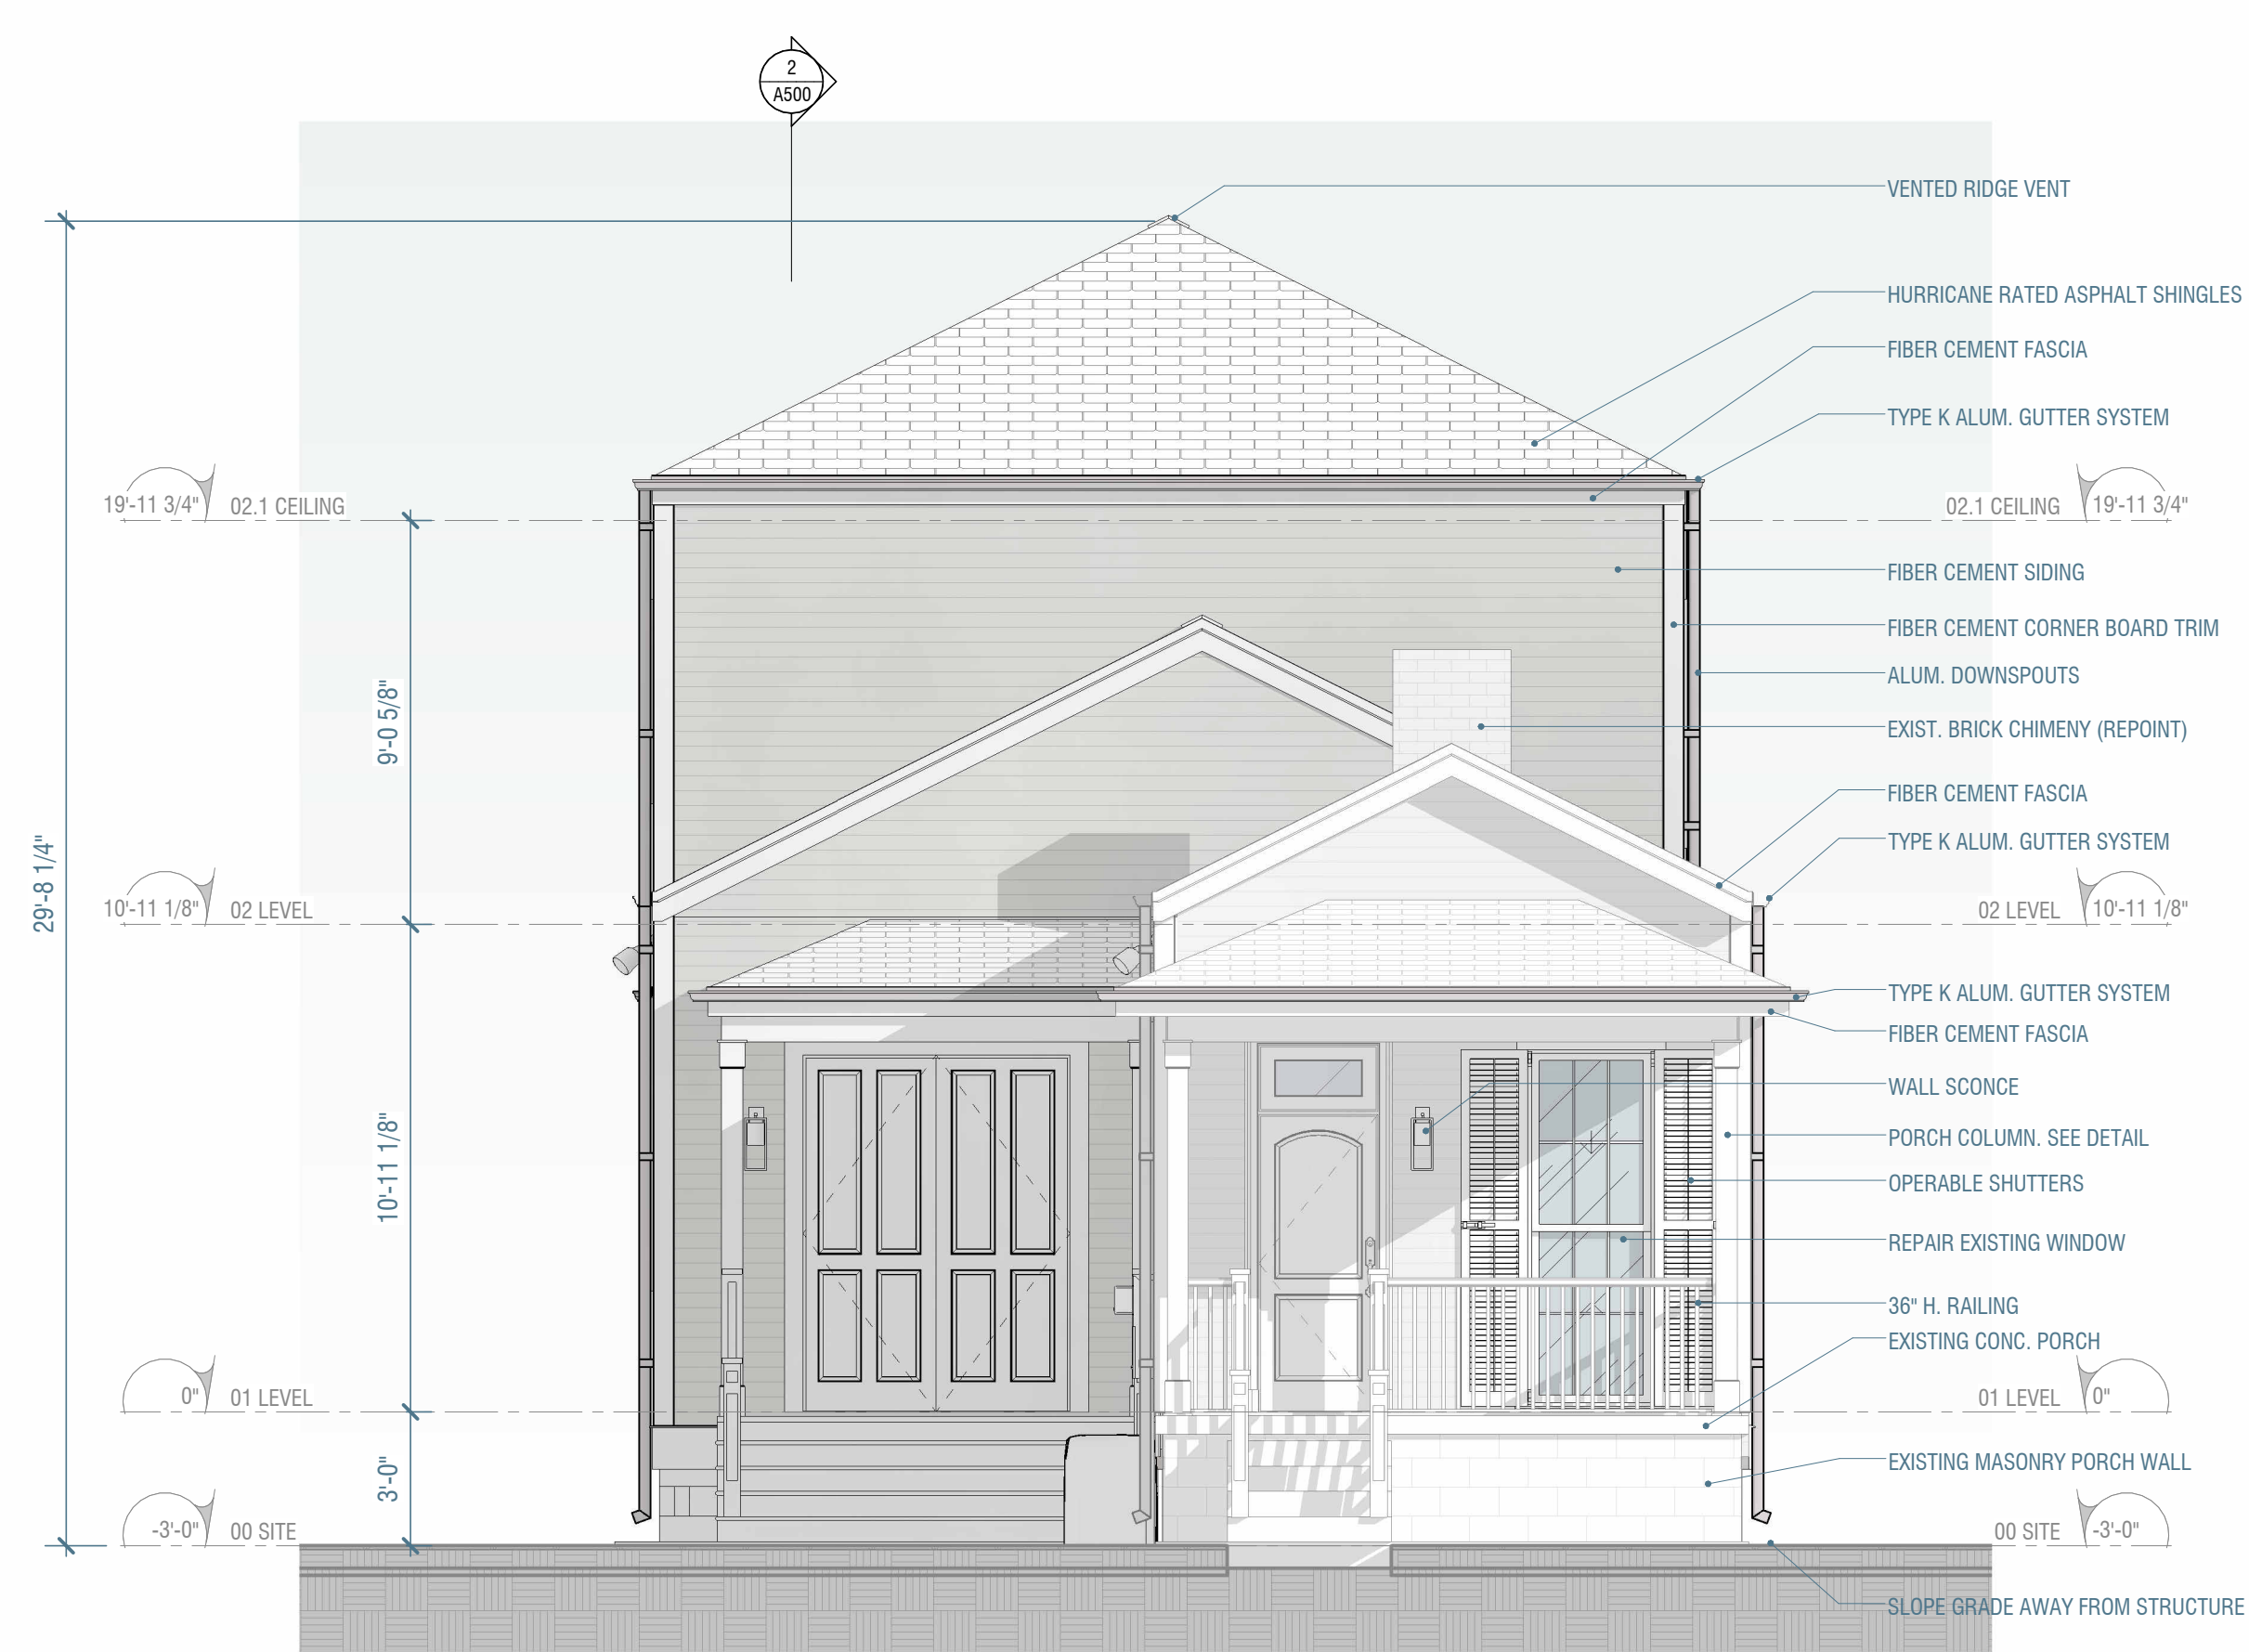 2
A500
VENTED RIDGE VENT
HURRICANE RATED ASPHALT SHINGLES
FIBER CEMENT FASCIA
TYPE K ALUM. GUTTER SYSTEM
19'-11 3/4" 02.1 CEILING
02.1 CEILING 19'-11 3/4"
FIBER CEMENT SIDING
FIBER CEMENT CORNER BOARD TRIM
ALUM. DOWNSPOUTS
9'-0 5/8"
EXIST. BRICK CHIMENY (REPOINT)
FIBER CEMENT FASCIA
TYPE K ALUM. GUTTER SYSTEM
29'-8 1/4"
10'-11 1/8" 02 LEVEL
02 LEVEL 10'-11 1/8"
TYPE K ALUM. GUTTER SYSTEM
FIBER CEMENT FASCIA
WALL SCONCE
PORCH COLUMN. SEE DETAIL
10'-11 1/8"
OPERABLE SHUTTERS
REPAIR EXISTING WINDOW
36" H. RAILING
EXISTING CONC. PORCH
0" 01 LEVEL
01 LEVEL 0"
EXISTING MASONRY PORCH WALL
3'-0"
-3'-0" 00 SITE
00 SITE -3'-0"
SLOPE GRADE AWAY FROM STRUCTURE